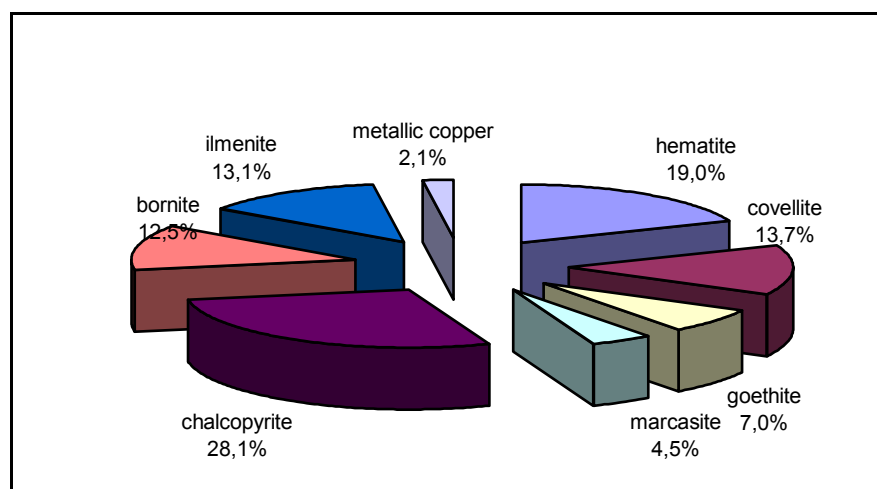 metallic copper
2,1%
ilmenite
13,1%
hematite
19,0%
bornite
12,5%
covellite
13,7%
goethite
7,0%
marcasite
4,5%
chalcopyrite
28,1%